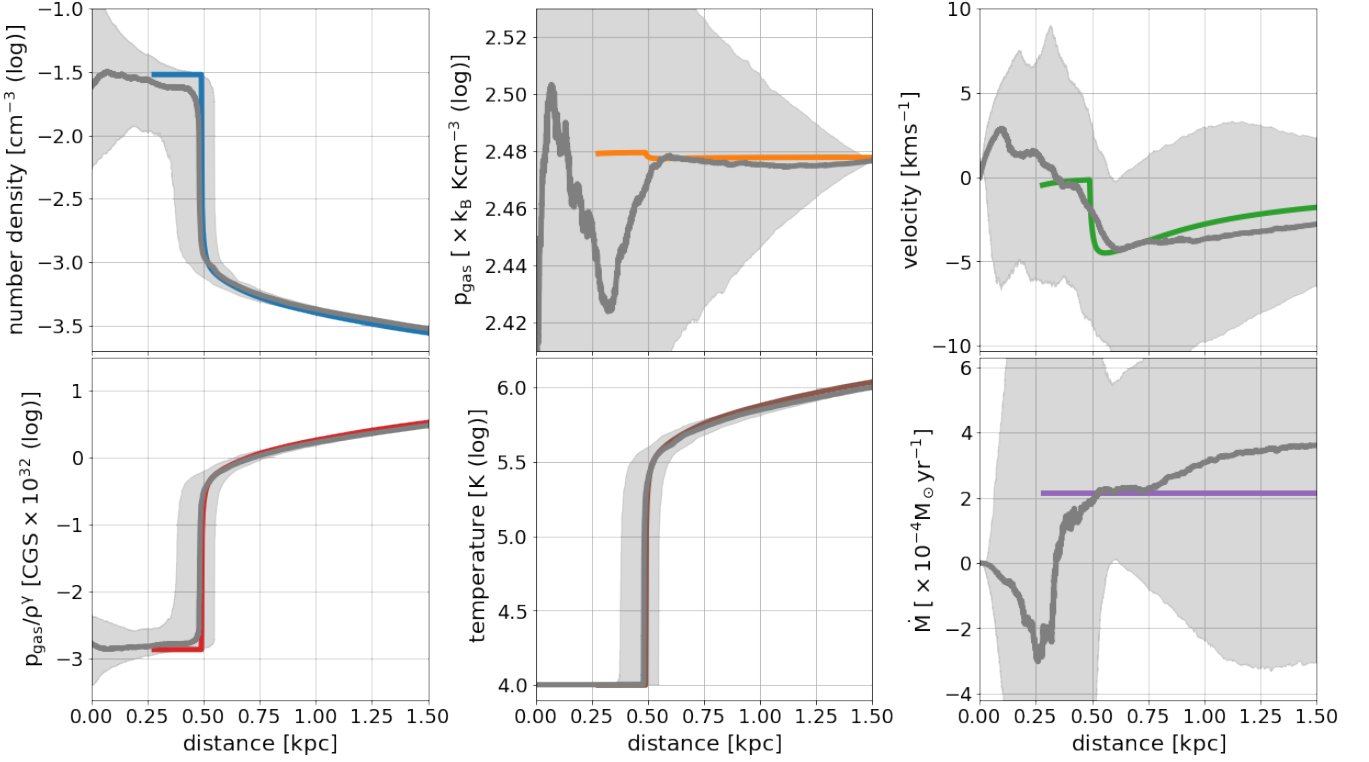 number density [cm⁻³ (log)]
−1.0
−1.5
−2.0
−2.5
−3.0
−3.5
p_gas [ × k_B Kcm⁻³ (log)]
2.52
2.50
2.48
2.46
2.44
2.42
velocity [kms⁻¹]
10
5
0
−5
−10
p_gas/ρ^γ [CGS × 10³² (log)]
1
0
−1
−2
−3
0.00 0.25 0.50 0.75 1.00 1.25 1.50
distance [kpc]
temperature [K (log)]
6.0
5.5
5.0
4.5
4.0
0.00 0.25 0.50 0.75 1.00 1.25 1.50
distance [kpc]
Ṁ [ × 10⁻⁴M⊙yr⁻¹]
6
4
2
0
−2
−4
0.00 0.25 0.50 0.75 1.00 1.25 1.50
distance [kpc]